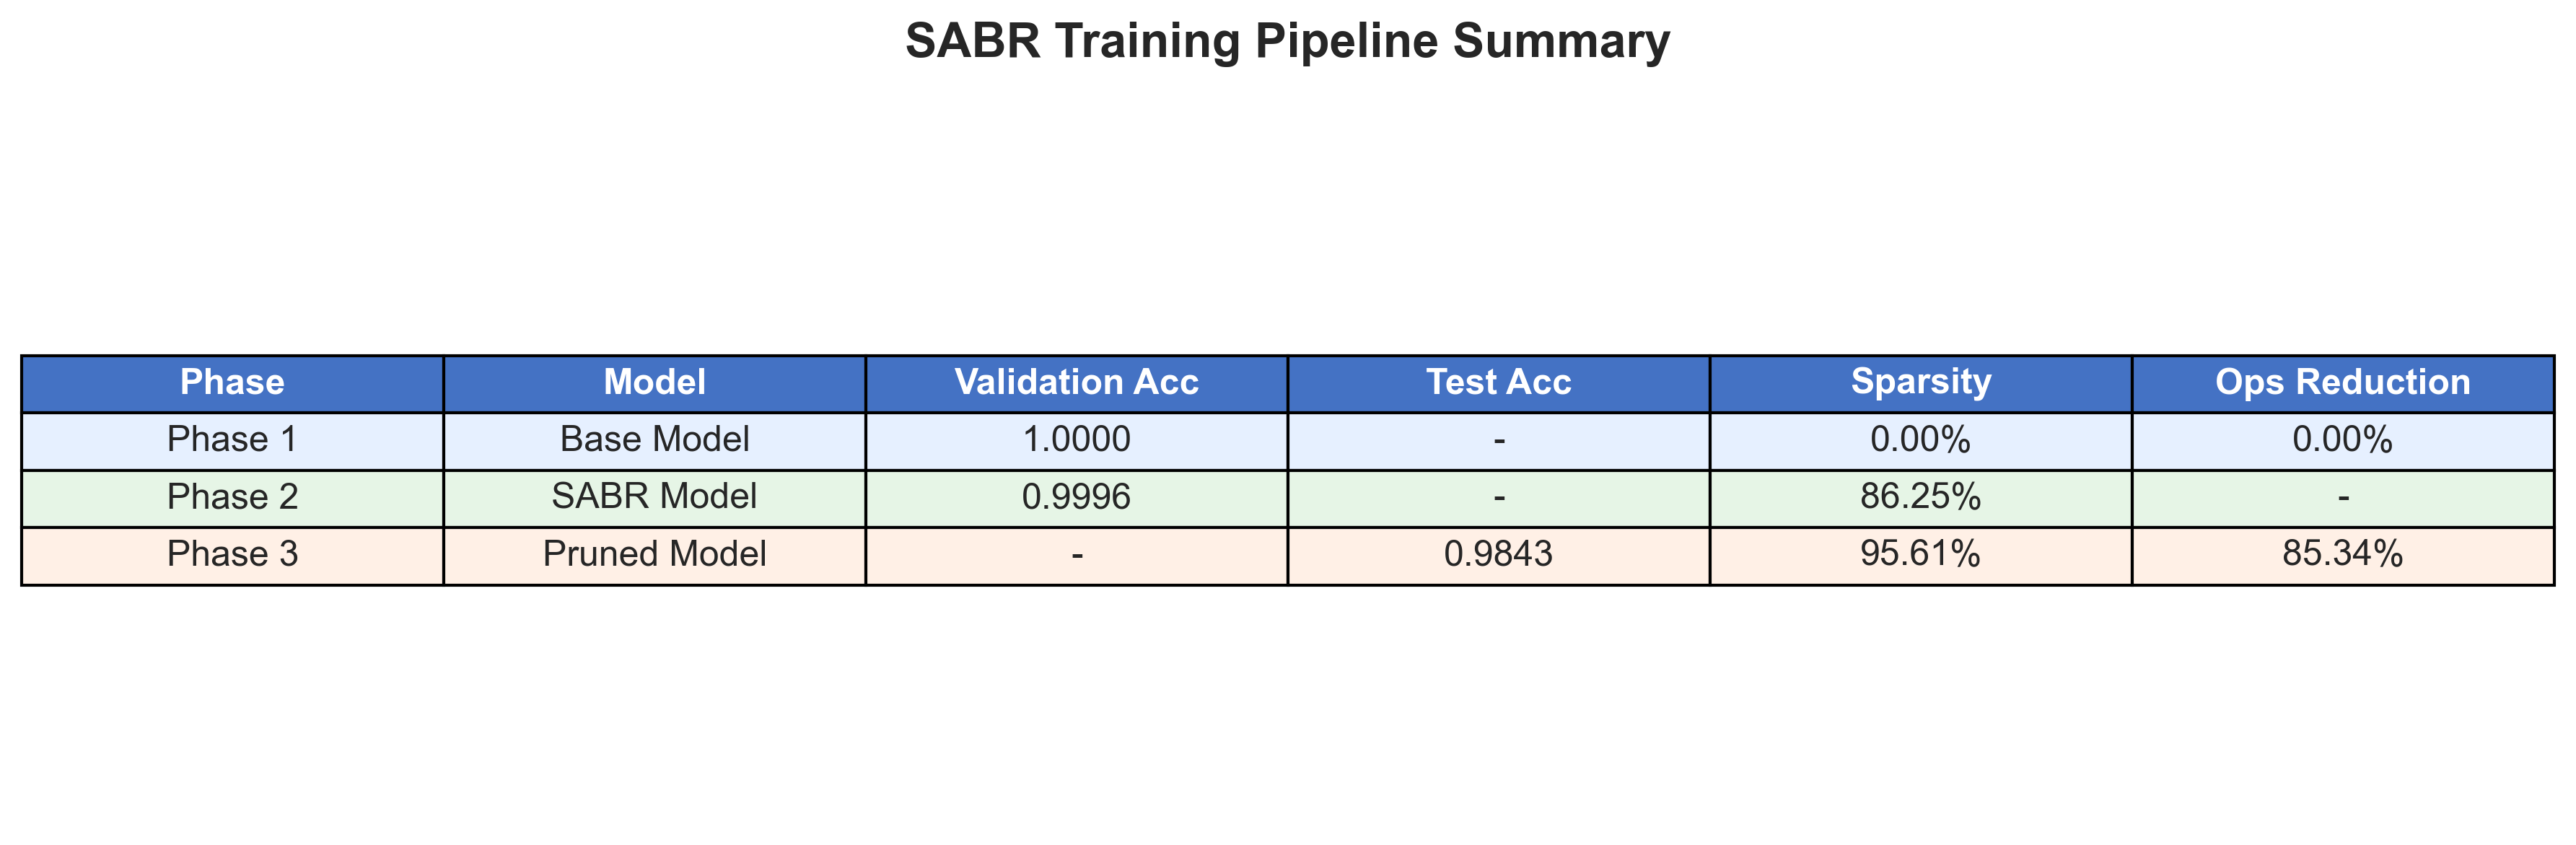 SABR Training Pipeline Summary
Phase Model Validation Acc Test Acc Sparsity Ops Reduction
Phase 1 Base Model 1.0000 - 0.00% 0.00%
Phase 2 SABR Model 0.9996 - 86.25% -
Phase 3 Pruned Model - 0.9843 95.61% 85.34%